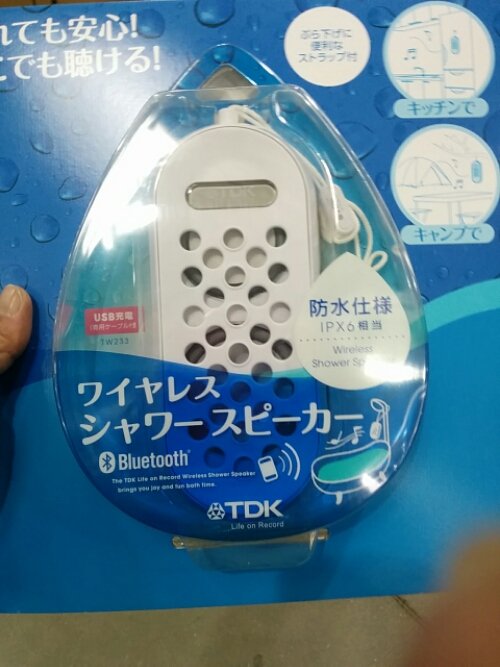 れても安心!
こでも聴ける!
ぶら下げに
便利な
ストラップ付
キッチンで
キャンプで
TDK
USB充電
(専用ケーブル付)
TW233
防水仕様
IPX6相当
Wireless
Shower
ワイヤレス
シャワースピーカー
Bluetooth
The TDK Life on Record Wireless Shower Speaker
brings you joy and fun bath time.
TDK
Life on Record